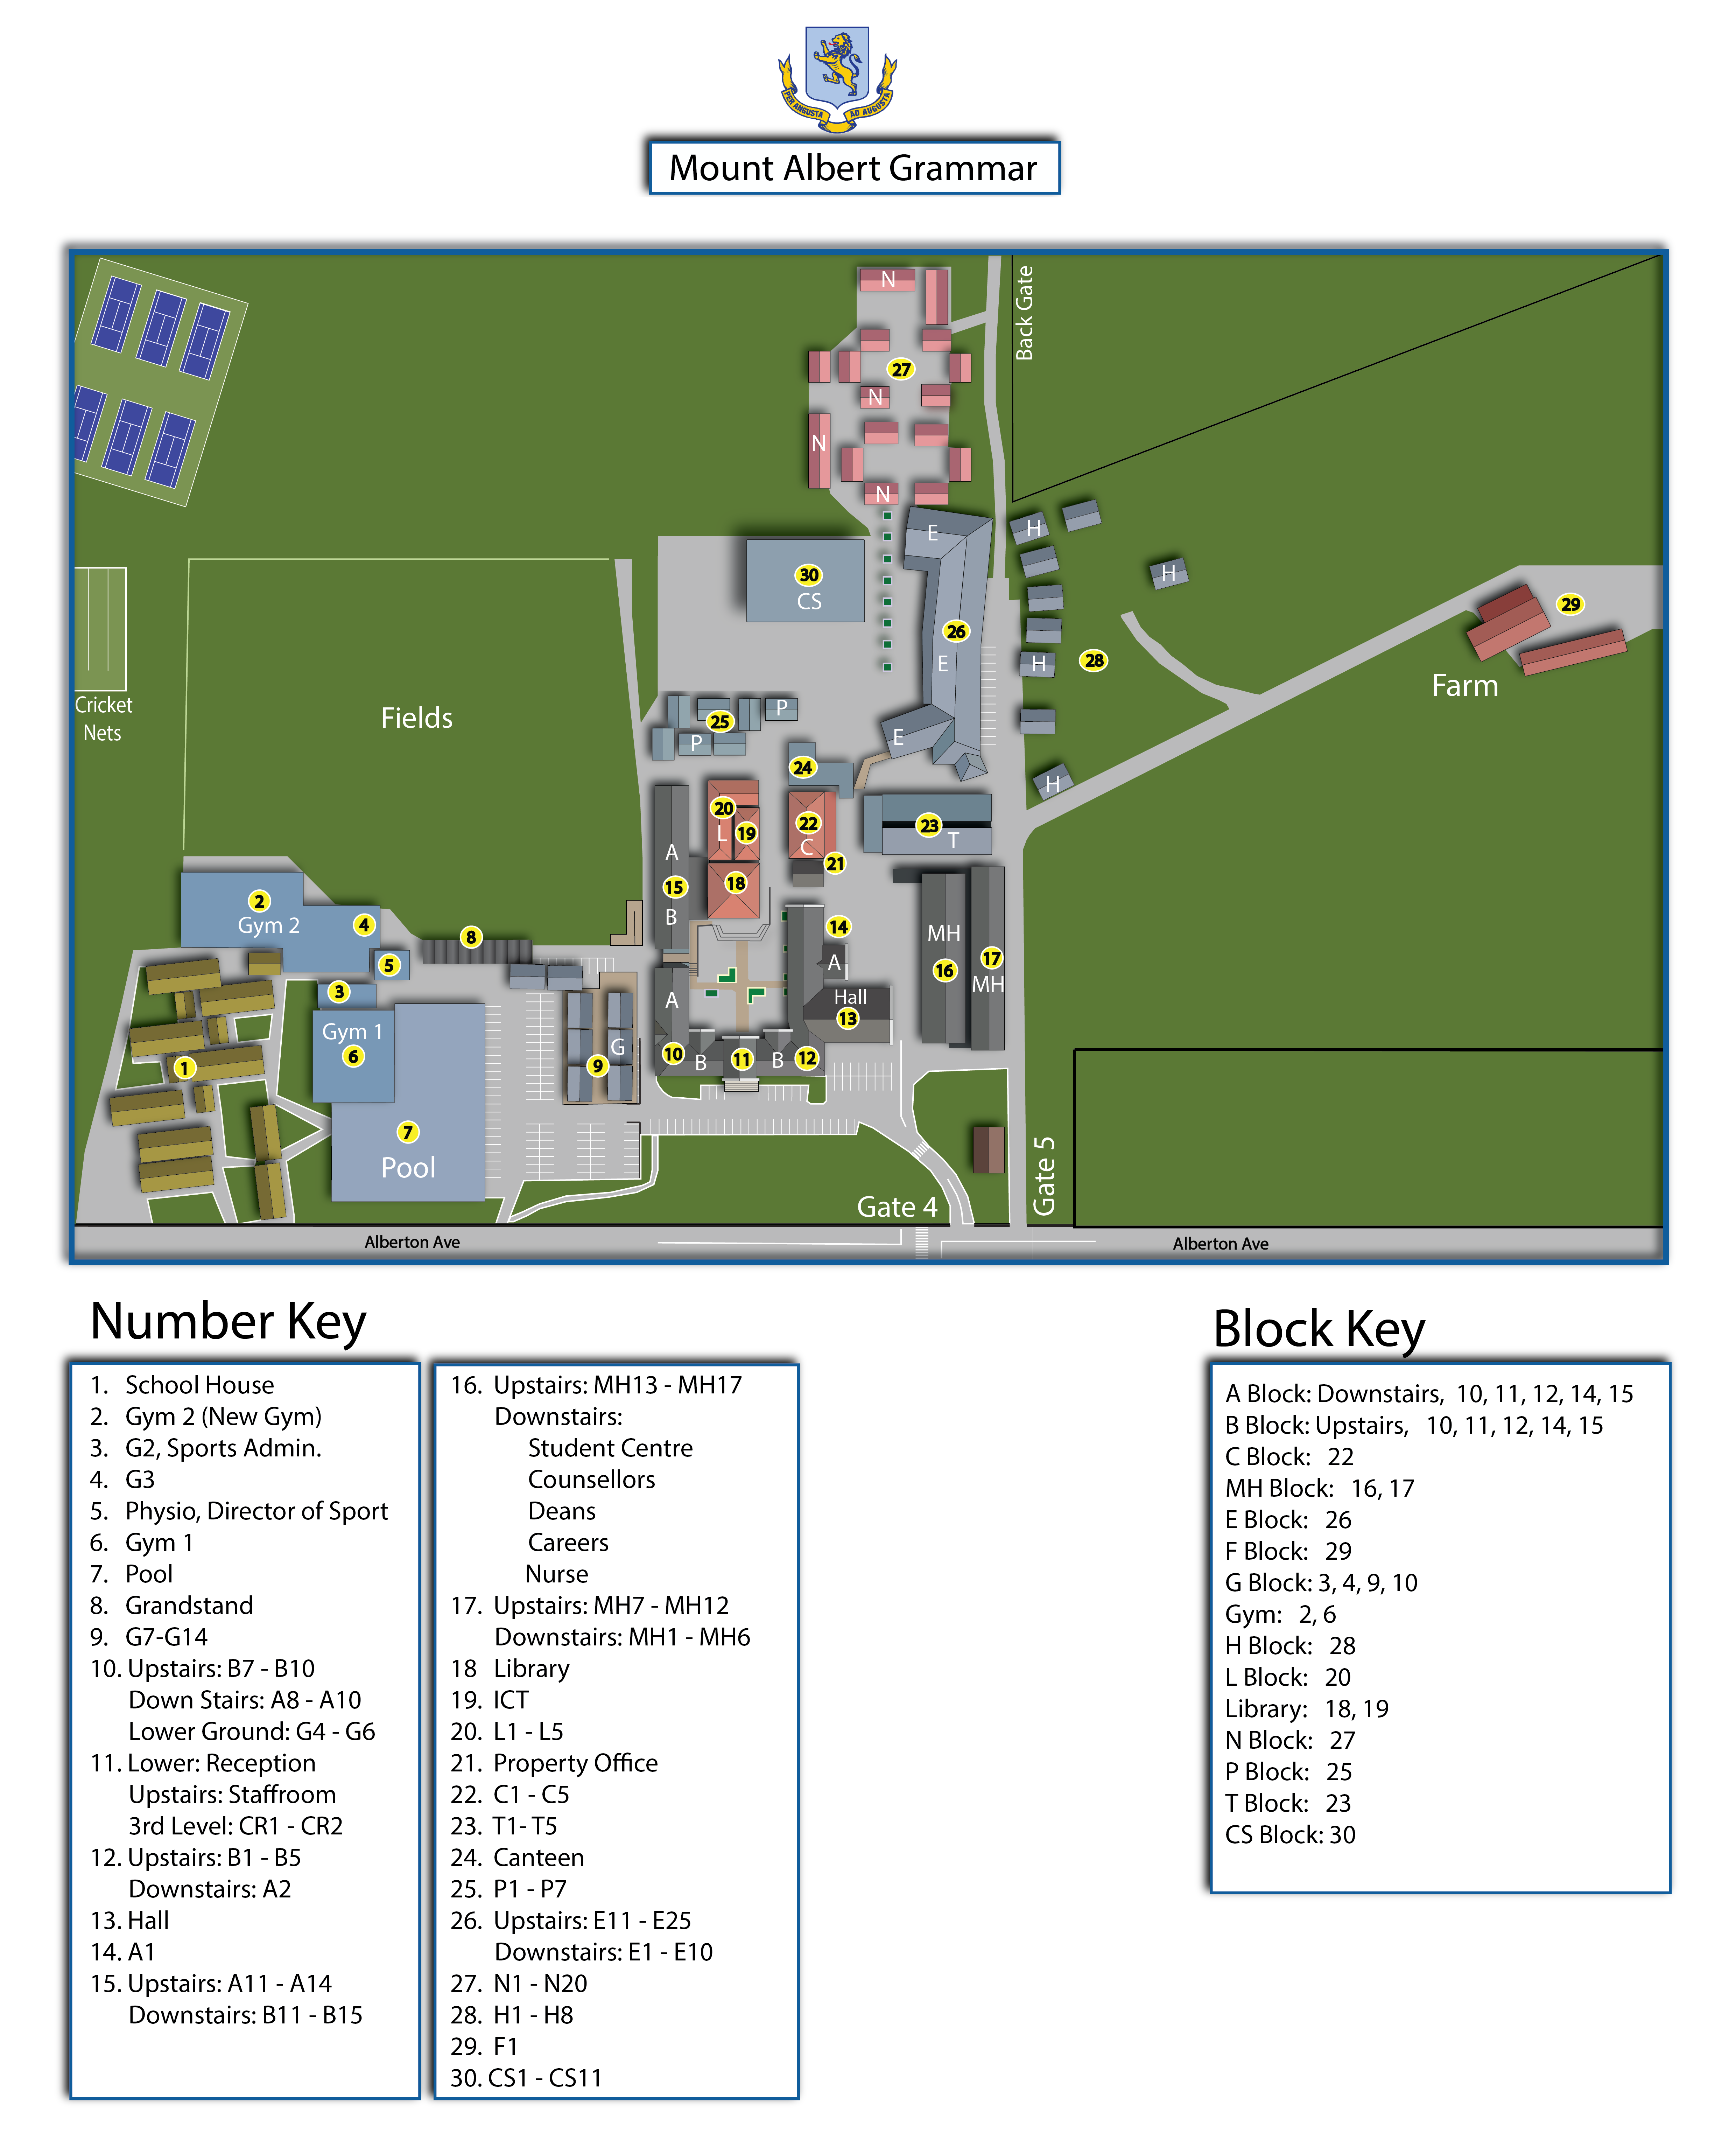 PER ANGUSTA AD AUGUSTA
Mount Albert Grammar
N
Back Gate
27
N
N
N
E
H
H
30
CS
29
26
E
H
28
Farm
Cricket
Nets
Fields
P
25
P
E
24
H
20
L
19
22
C
23
T
A
21
15
18
B
2
Gym 2
4
8
14
MH
5
A
17
16
MH
3
A
Hall
13
Gym 1
6
G
1
9
10
B
11
B
12
7
Pool
Gate 5
Gate 4
Alberton Ave
Alberton Ave
Number Key
1. School House
2. Gym 2 (New Gym)
3. G2, Sports Admin.
4. G3
5. Physio, Director of Sport
6. Gym 1
7. Pool
8. Grandstand
9. G7-G14
10. Upstairs: B7 - B10
Down Stairs: A8 - A10
Lower Ground: G4 - G6
11. Lower: Reception
Upstairs: Staffroom
3rd Level: CR1 - CR2
12. Upstairs: B1 - B5
Downstairs: A2
13. Hall
14. A1
15. Upstairs: A11 - A14
Downstairs: B11 - B15
16. Upstairs: MH13 - MH17
Downstairs:
Student Centre
Counsellors
Deans
Careers
Nurse
17. Upstairs: MH7 - MH12
Downstairs: MH1 - MH6
18 Library
19. ICT
20. L1 - L5
21. Property Office
22. C1 - C5
23. T1- T5
24. Canteen
25. P1 - P7
26. Upstairs: E11 - E25
Downstairs: E1 - E10
27. N1 - N20
28. H1 - H8
29. F1
30. CS1 - CS11
Block Key
A Block: Downstairs, 10, 11, 12, 14, 15
B Block: Upstairs, 10, 11, 12, 14, 15
C Block: 22
MH Block: 16, 17
E Block: 26
F Block: 29
G Block: 3, 4, 9, 10
Gym: 2, 6
H Block: 28
L Block: 20
Library: 18, 19
N Block: 27
P Block: 25
T Block: 23
CS Block: 30